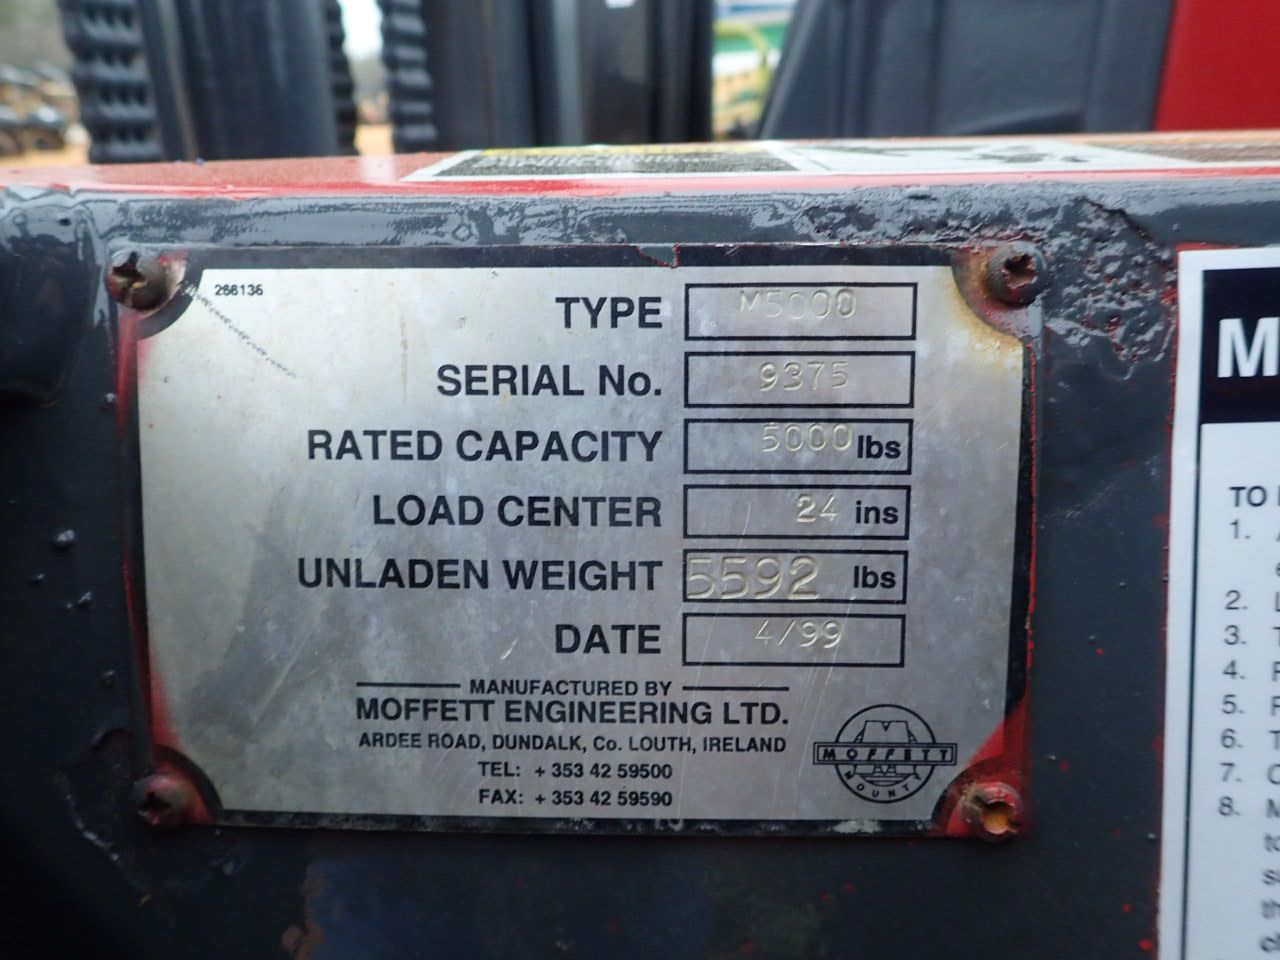 266136
TYPE M5000
SERIAL No. 9375
RATED CAPACITY 5000 lbs
LOAD CENTER 24 ins
UNLADEN WEIGHT 5592 lbs
DATE 4/99
MANUFACTURED BY
MOFFETT ENGINEERING LTD.
ARDEE ROAD, DUNDALK, Co. LOUTH, IRELAND
TEL: + 353 42 59500
FAX: + 353 42 59590
MOFFETT
MOUNTY
M
TO
1.
2. L
3. T
4.
5.
6. T
7.
8. M
to